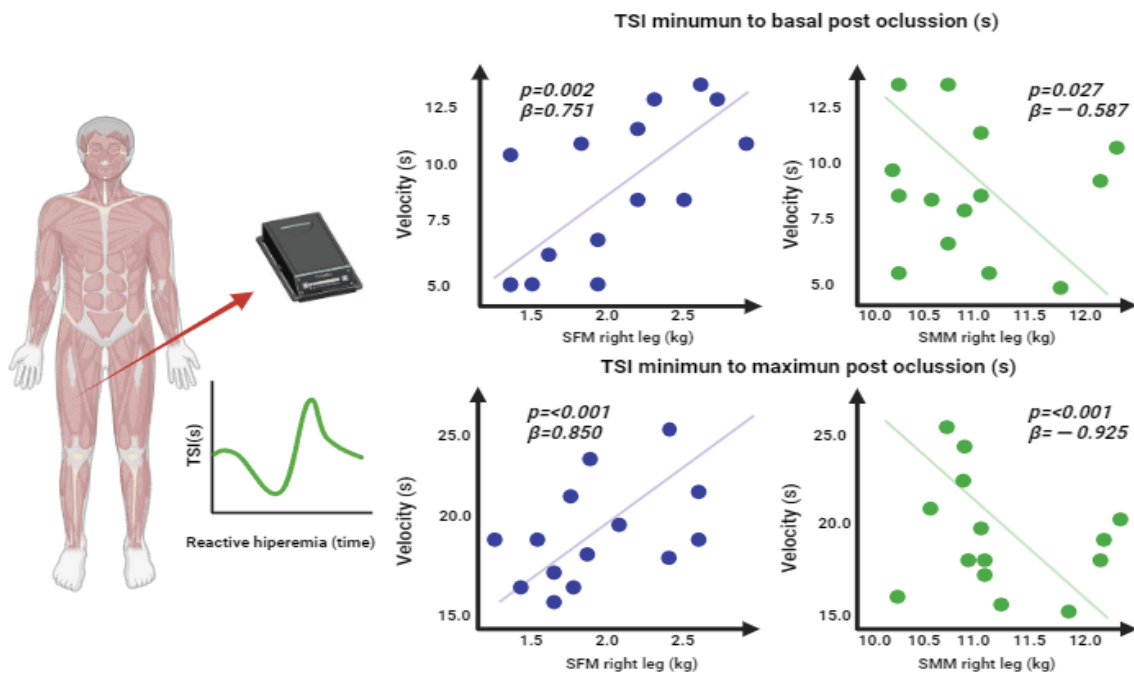 TSI minumun to basal post oclussion (s)
p=0.002
β=0.751
12.5
10.0
7.5
5.0
Velocity (s)
1.5 2.0 2.5
SFM right leg (kg)
p=0.027
β=－0.587
12.5
10.0
7.5
5.0
Velocity (s)
10.0 10.5 11.0 11.5 12.0
SMM right leg (kg)
TSI minimun to maximun post oclussion (s)
p=<0.001
β=0.850
25.0
20.0
15.0
Velocity (s)
1.5 2.0 2.5
SFM right leg (kg)
p=<0.001
β=－0.925
25.0
20.0
15.0
Velocity (s)
10.0 10.5 11.0 11.5 12.0
SMM right leg (kg)
TSI(s)
Reactive hiperemia (time)